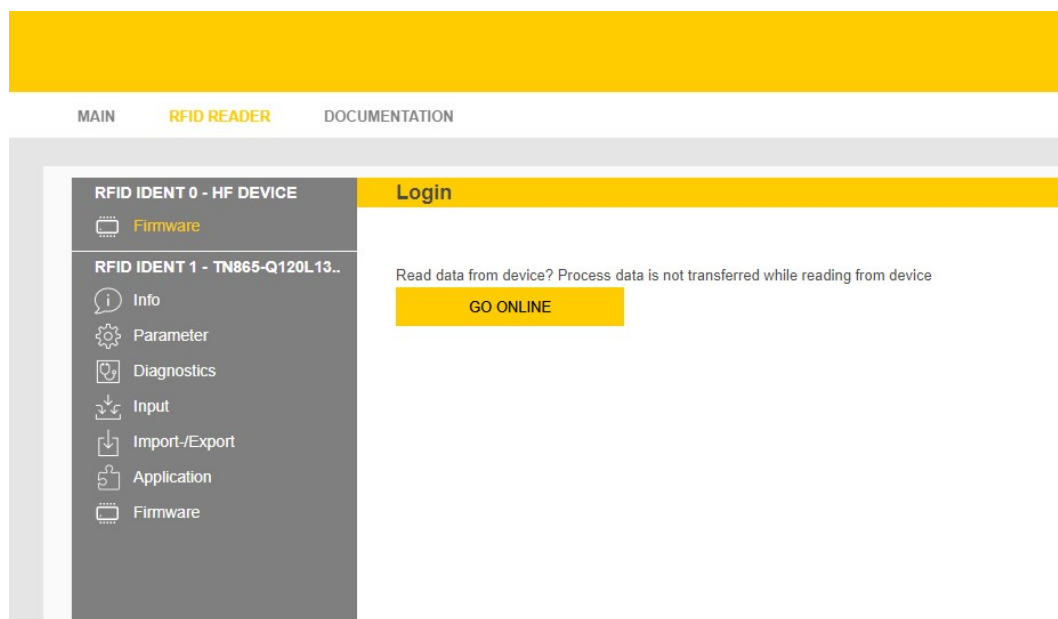 MAIN RFID READER DOCUMENTATION
RFID IDENT 0 - HF DEVICE
Firmware
RFID IDENT 1 - TN865-Q120L13..
Info
Parameter
Diagnostics
Input
Import-/Export
Application
Firmware
Login
Read data from device? Process data is not transferred while reading from device
GO ONLINE